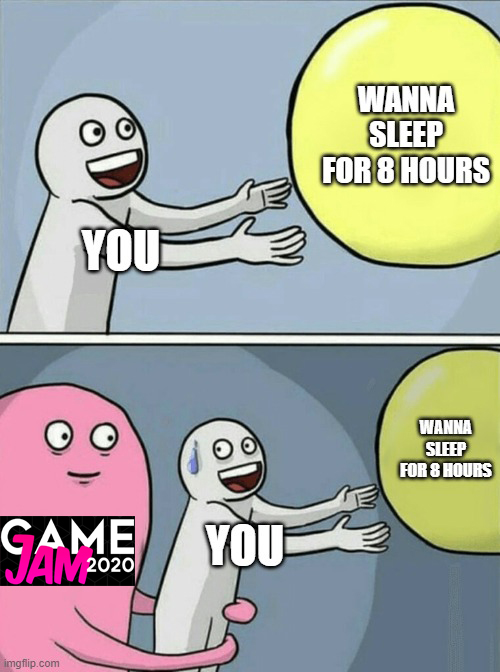 WANNA
SLEEP
FOR 8 HOURS
YOU
WANNA
SLEEP
FOR 8 HOURS
GAME
JAM 2020
YOU
imgflip.com